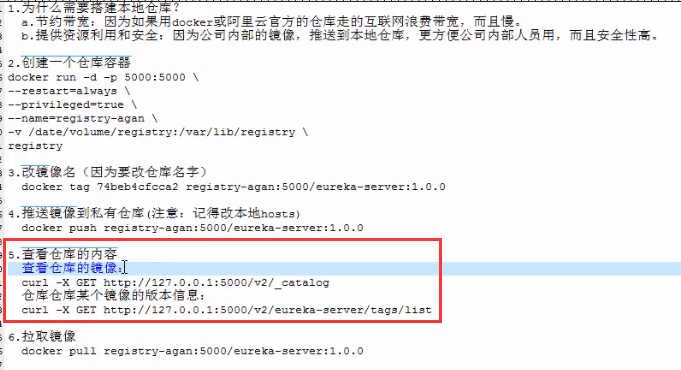 1.为什么需要搭建本地仓库？
a.节约带宽：因为如果用docker或阿里云官方的仓库走的互联网浪费带宽，而且慢。
b.提供资源利用和安全：因为公司内部的镜像，推送到本地仓库，更方便公司内部人员用，而且安全性高。
2.创建一个仓库容器
docker run -d -p 5000:5000 \
--restart=always \
--privileged=true \
--name=registry-agan \
-v /date/volume/registry:/var/lib/registry \
registry
3.改镜像名（因为要改仓库名字）
docker tag 74beb4cfcca2 registry-agan:5000/eureka-server:1.0.0
4.推送镜像到私有仓库(注意：记得改本地hosts)
docker push registry-agan:5000/eureka-server:1.0.0
5.查看仓库的内容
查看仓库的镜像：
curl -X GET http://127.0.0.1:5000/v2/_catalog
仓库仓库某个镜像的版本信息：
curl -X GET http://127.0.0.1:5000/v2/eureka-server/tags/list
6.拉取镜像
docker pull registry-agan:5000/eureka-server:1.0.0